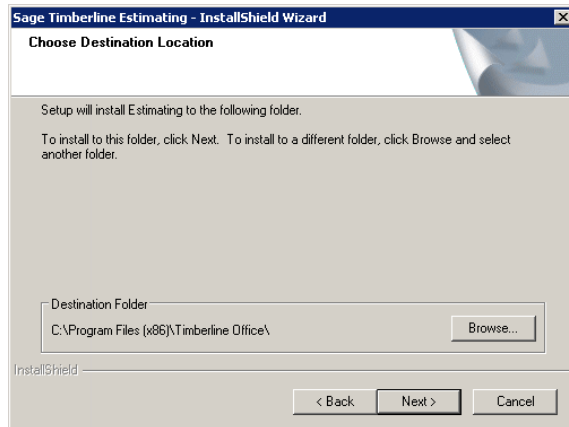 Sage Timberline Estimating - InstallShield Wizard
Choose Destination Location
Setup will install Estimating to the following folder.
To install to this folder, click Next. To install to a different folder, click Browse and select
another folder.
Destination Folder
C:\Program Files (x86)\Timberline Office\
Browse...
InstallShield
< Back
Next >
Cancel